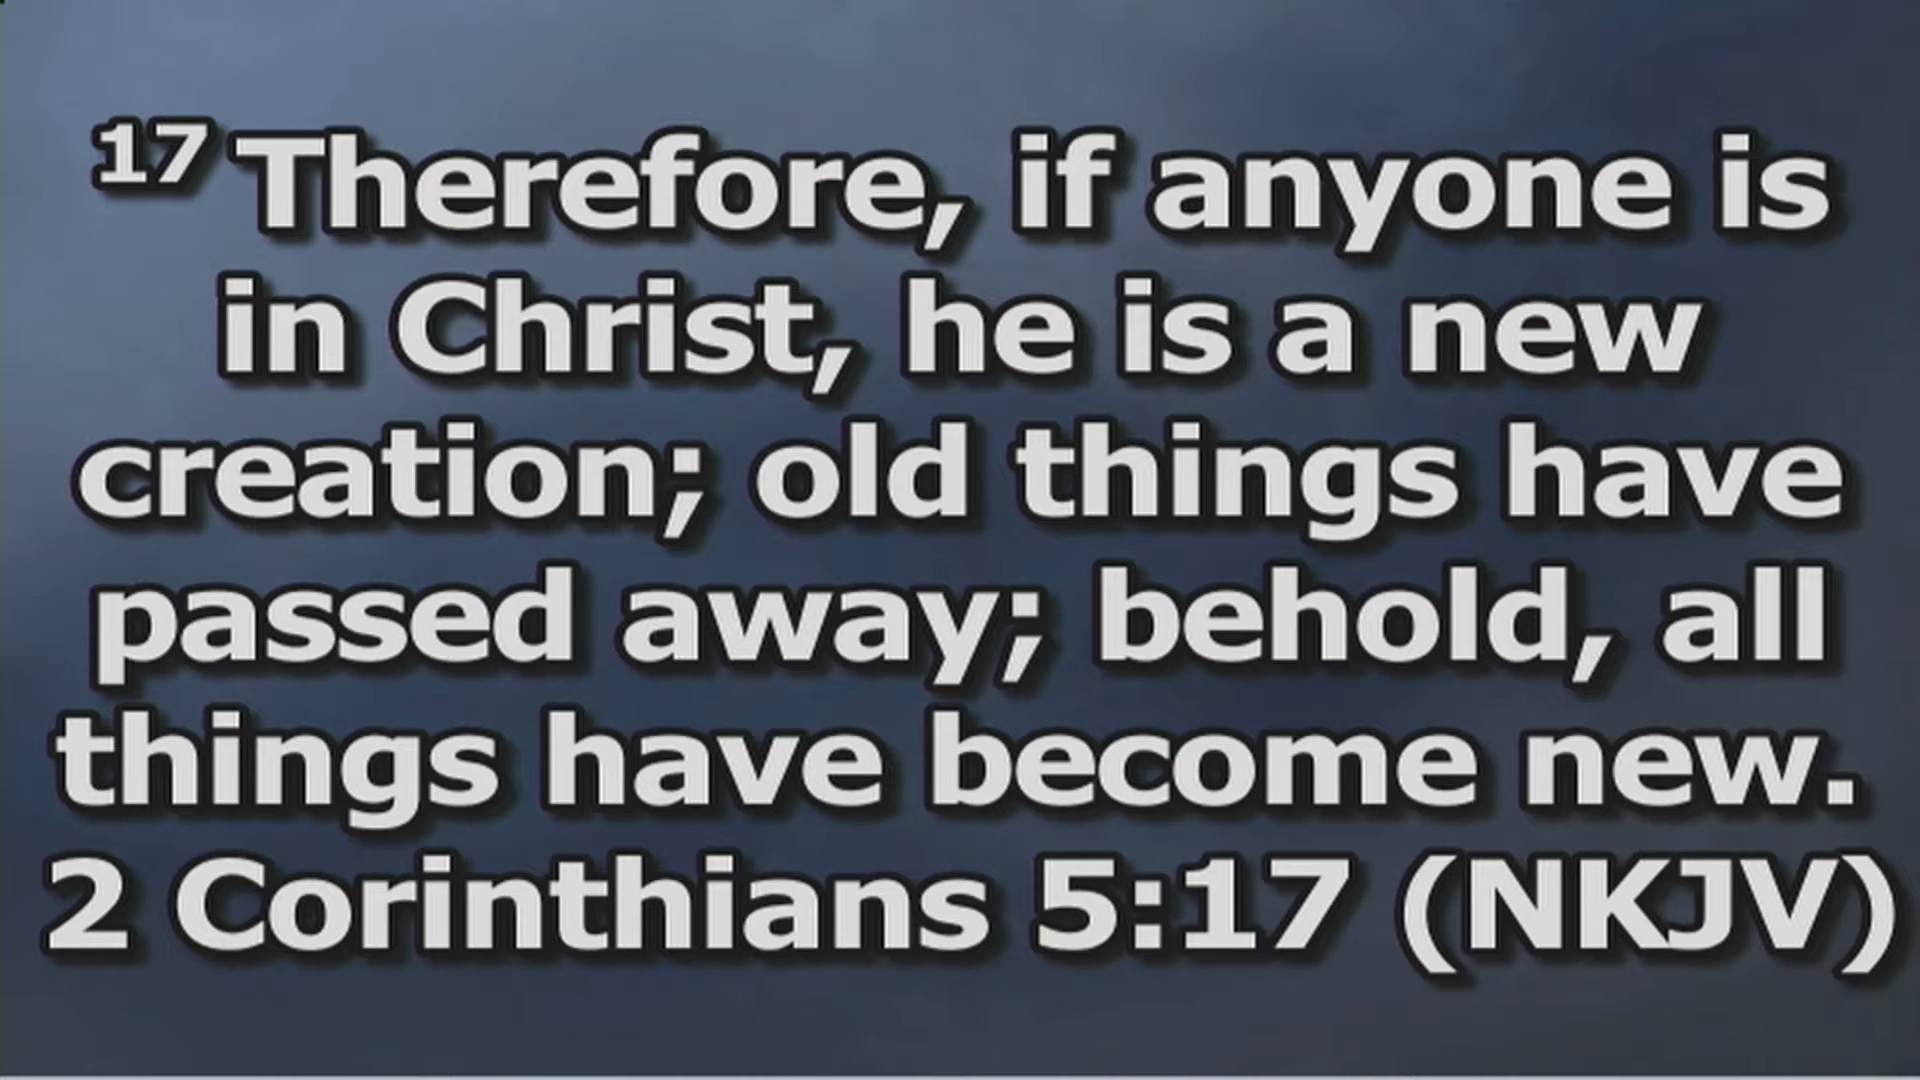 17 Therefore, if anyone is
in Christ, he is a new
creation; old things have
passed away; behold, all
things have become new.
2 Corinthians 5:17 (NKJV)